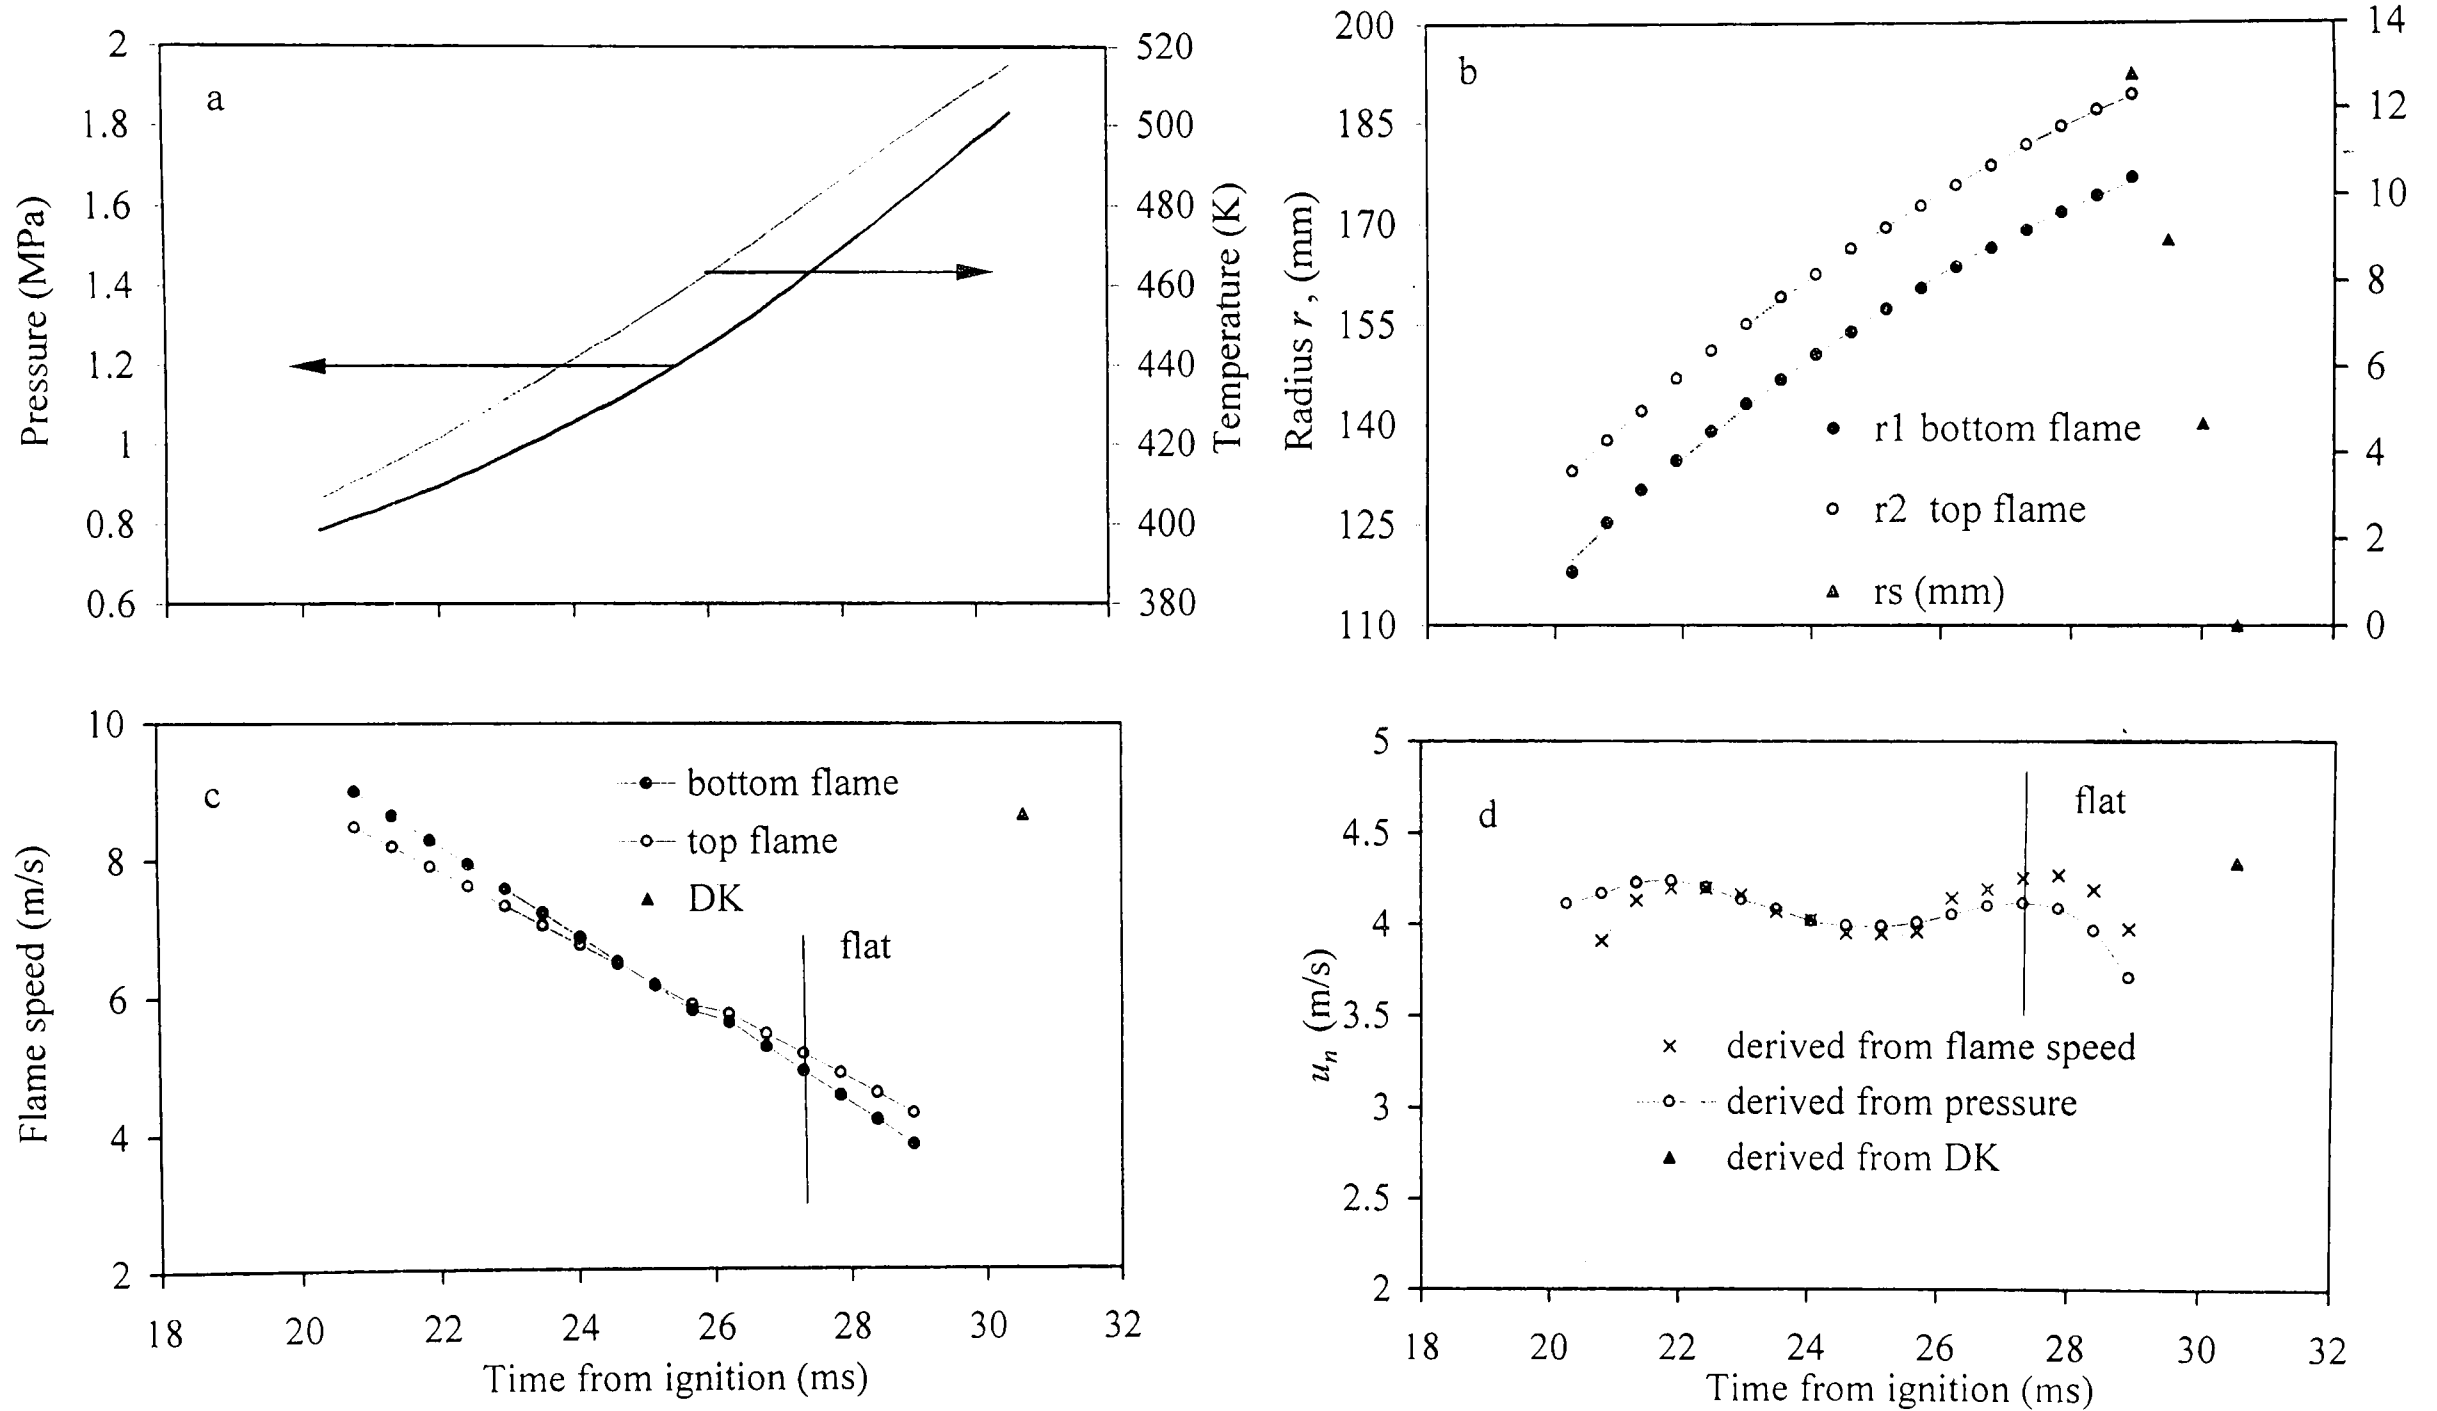 a
Pressure (MPa)
2
1.8
1.6
1.4
1.2
1
0.8
0.6
520
500
480
460
440
420
400
380
Temperature (K)
b
Radius r , (mm)
200
185
170
155
140
125
110
14
12
10
8
6
4
2
0
r1 bottom flame
r2 top flame
rs (mm)
c
Flame speed (m/s)
10
8
6
4
2
bottom flame
top flame
DK
flat
18 20 22 24 26 28 30 32
Time from ignition (ms)
d
un (m/s)
5
4.5
4
3.5
3
2.5
2
flat
derived from flame speed
derived from pressure
derived from DK
18 20 22 24 26 28 30 32
Time from ignition (ms)